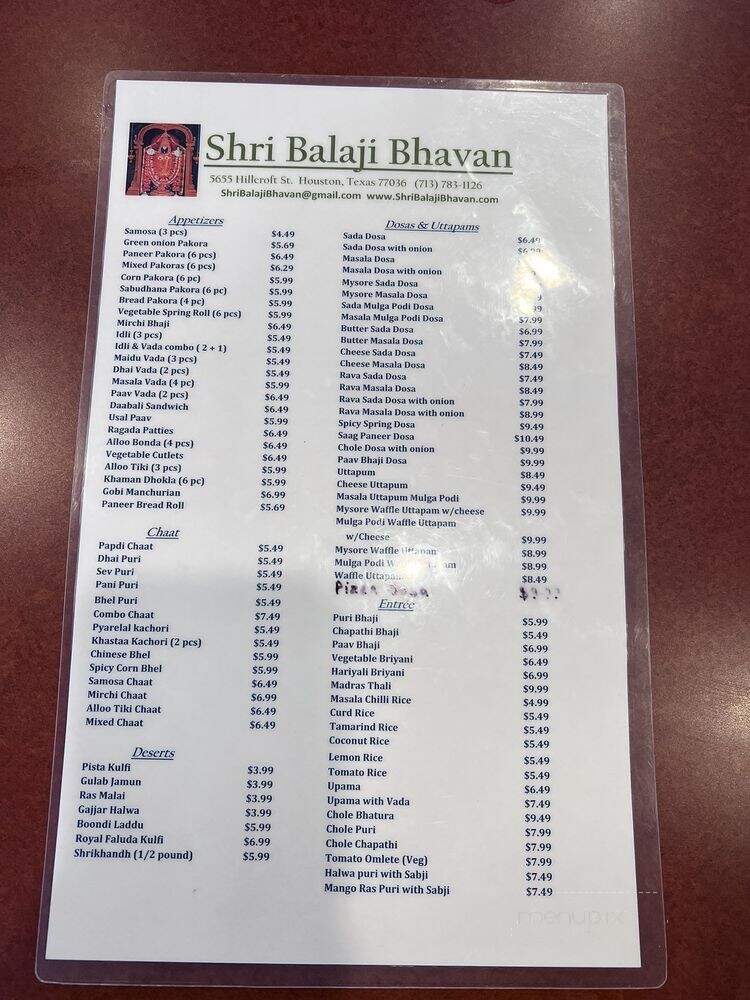 Shri Balaji Bhavan
5655 Hillcroft St. Houston, Texas 77036 (713) 783-1126
ShriBalajiBhavan@gmail.com www.ShriBalajiBhavan.com
Appetizers
Samosa (3 pcs) $4.49
Green onion Pakora $5.69
Paneer Pakora (6 pcs) $6.49
Mixed Pakoras (6 pcs) $6.29
Corn Pakora (6 pc) $5.99
Sabudhana Pakora (6 pc) $5.99
Bread Pakora (4 pc) $5.99
Vegetable Spring Roll (6 pcs) $5.99
Mirchi Bhaji $6.49
Idli (3 pcs) $5.49
Idli & Vada combo ( 2 + 1) $5.49
Maidu Vada (3 pcs) $5.49
Dhai Vada (2 pcs) $5.49
Masala Vada (4 pc) $5.99
Paav Vada (2 pcs) $6.49
Daabali Sandwich $6.49
Usal Paav $5.99
Ragada Patties $6.49
Alloo Bonda (4 pcs) $6.49
Vegetable Cutlets $6.49
Alloo Tiki (3 pcs) $5.99
Khaman Dhokla (6 pc) $5.99
Gobi Manchurian $6.99
Paneer Bread Roll $5.69
Chaat
Papdi Chaat $5.49
Dhai Puri $5.49
Sev Puri $5.49
Pani Puri $5.49
Bhel Puri $5.49
Combo Chaat $7.49
Pyarelal kachori $5.49
Khastaa Kachori (2 pcs) $5.49
Chinese Bhel $5.99
Spicy Corn Bhel $5.99
Samosa Chaat $6.49
Mirchi Chaat $6.99
Alloo Tiki Chaat $6.49
Mixed Chaat $6.49
Deserts
Pista Kulfi $3.99
Gulab Jamun $3.99
Ras Malai $3.99
Gajjar Halwa $3.99
Boondi Laddu $5.99
Royal Faluda Kulfi $6.99
Shrikhandh (1/2 pound) $5.99
Dosas & Uttapams
Sada Dosa $6.49
Sada Dosa with onion $6.99
Masala Dosa
Masala Dosa with onion
Mysore Sada Dosa
Mysore Masala Dosa
Sada Mulga Podi Dosa
Masala Mulga Podi Dosa $7.99
Butter Sada Dosa $6.99
Butter Masala Dosa $7.99
Cheese Sada Dosa $7.49
Cheese Masala Dosa $8.49
Rava Sada Dosa $7.49
Rava Masala Dosa $8.49
Rava Sada Dosa with onion $7.99
Rava Masala Dosa with onion $8.99
Spicy Spring Dosa $9.49
Saag Paneer Dosa $10.49
Chole Dosa with onion $9.99
Paav Bhaji Dosa $9.99
Uttapum $8.49
Cheese Uttapum $9.49
Masala Uttapum Mulga Podi $9.99
Mysore Waffle Uttapam w/cheese $9.99
Mulga Podi Waffle Uttapam
w/Cheese $9.99
Mysore Waffle Uttapam $8.99
Mulga Podi Waffle Uttapam $8.99
Waffle Uttapam $8.49
Pizza Dosa
Entrée
Puri Bhaji $5.99
Chapathi Bhaji $5.49
Paav Bhaji $6.99
Vegetable Briyani $6.49
Hariyali Briyani $6.99
Madras Thali $9.99
Masala Chilli Rice $4.99
Curd Rice $5.49
Tamarind Rice $5.49
Coconut Rice $5.49
Lemon Rice $5.49
Tomato Rice $5.49
Upama $6.49
Upama with Vada $7.49
Chole Bhatura $9.49
Chole Puri $7.99
Chole Chapathi $7.99
Tomato Omlete (Veg) $7.99
Halwa puri with Sabji $7.49
Mango Ras Puri with Sabji $7.49
menupix